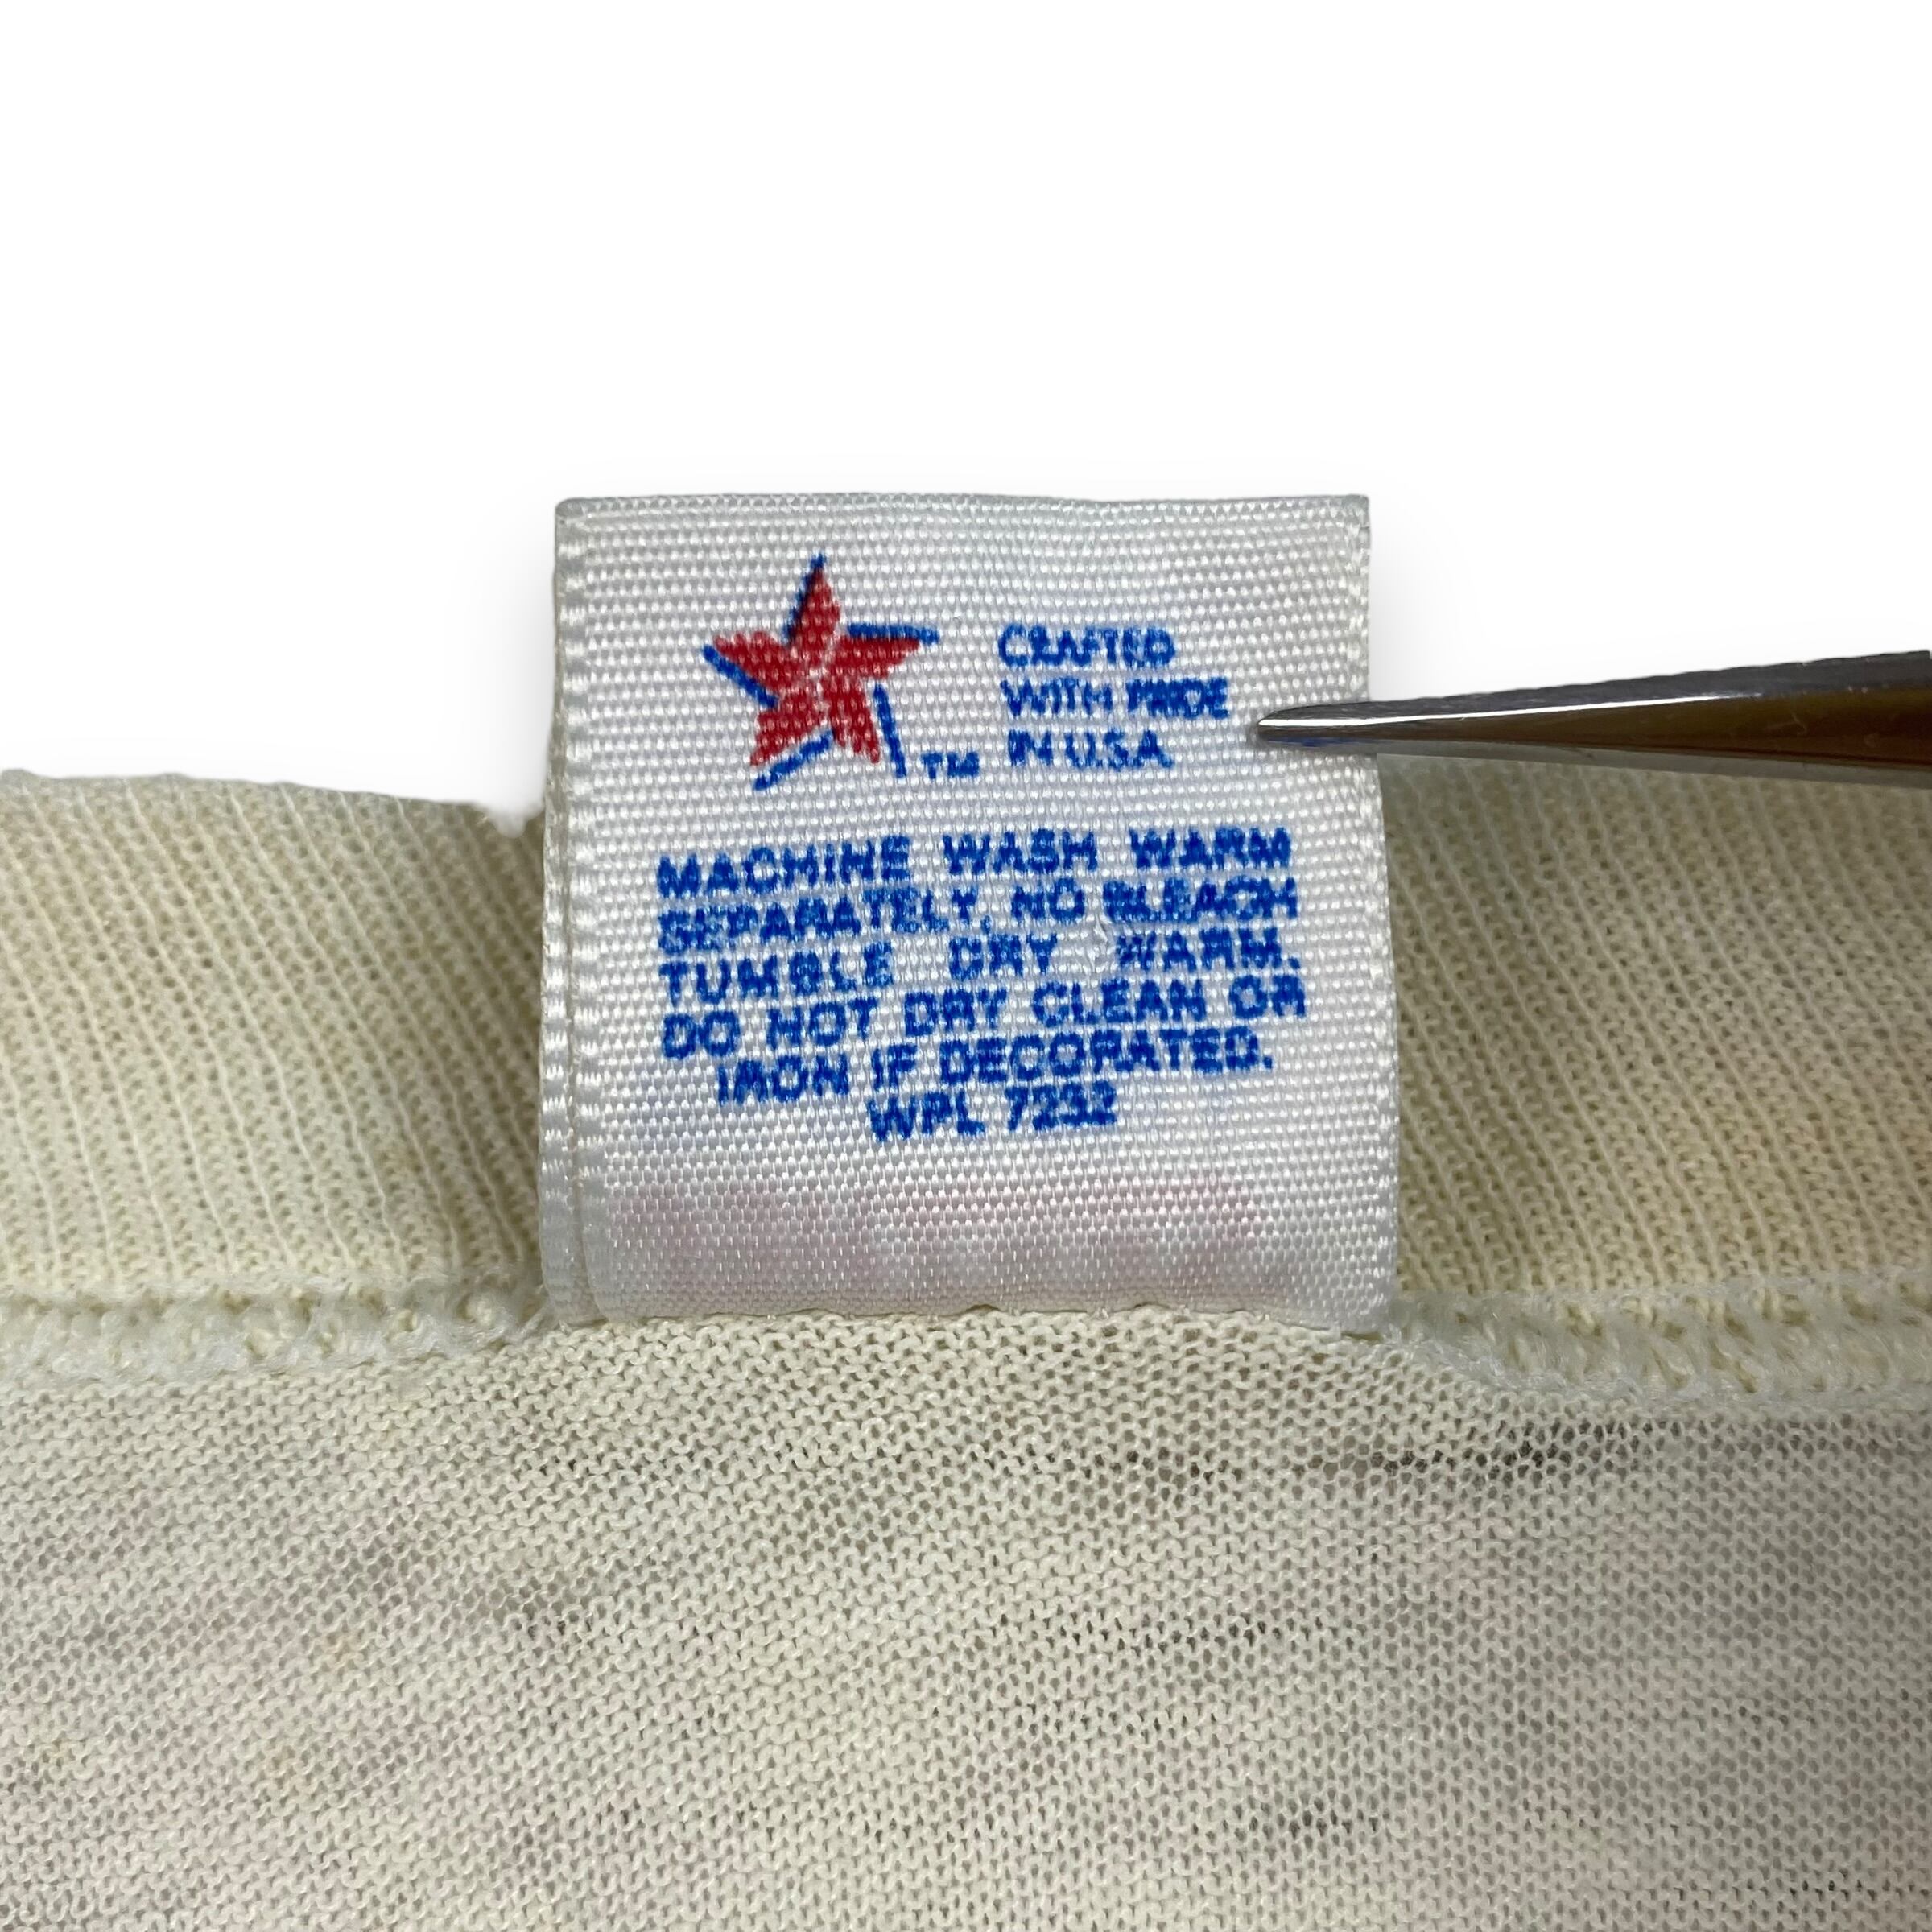 CRAFTED
WITH PRIDE
IN U.S.A.
TM
MACHINE WASH WARM
SEPARATELY, NO BLEACH
TUMBLE DRY WARM.
DO NOT DRY CLEAN OR
IRON IF DECORATED.
WPL 7232